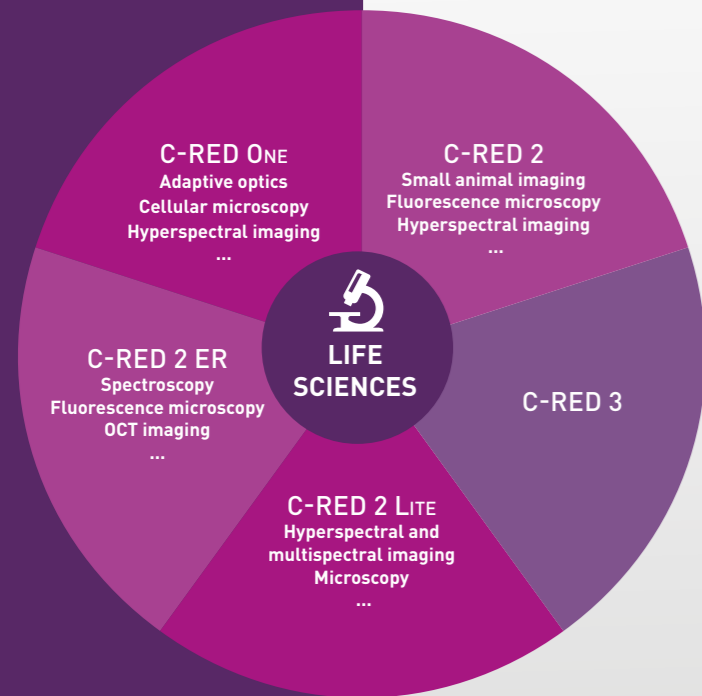 C-RED ONE
Adaptive optics
Cellular microscopy
Hyperspectral imaging
...
C-RED 2
Small animal imaging
Fluorescence microscopy
Hyperspectral imaging
...
LIFE
SCIENCES
C-RED 2 ER
Spectroscopy
Fluorescence microscopy
OCT imaging
...
C-RED 3
C-RED 2 LITE
Hyperspectral and
multispectral imaging
Microscopy
...